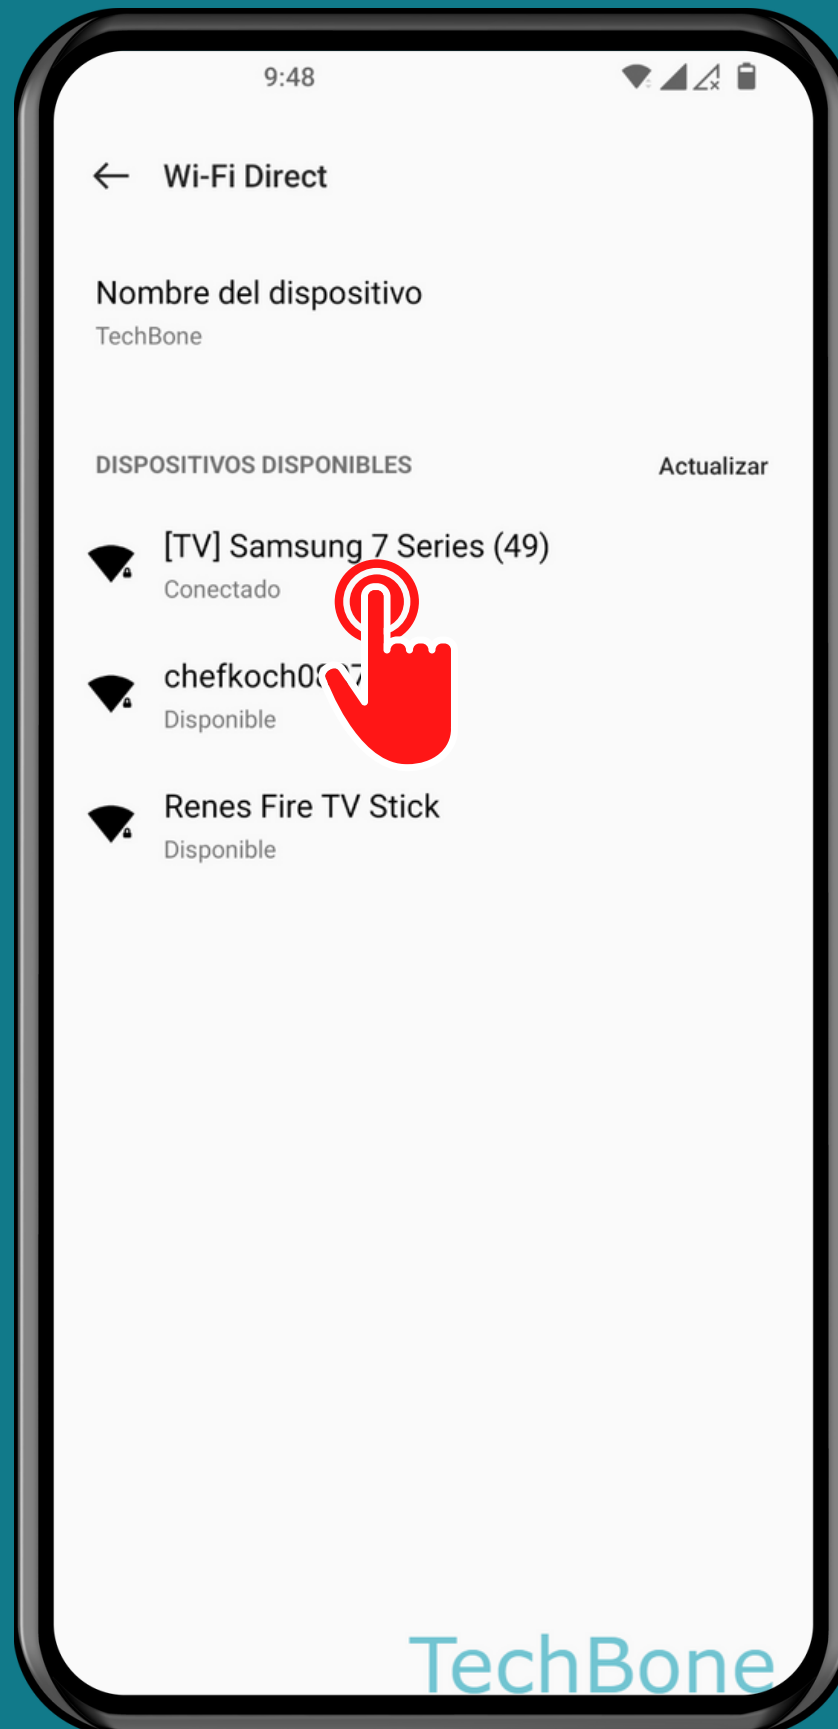 9:48
Wi-Fi Direct
Nombre del dispositivo
TechBone
DISPOSITIVOS DISPONIBLES
Actualizar
[TV] Samsung 7 Series (49)
Conectado
Disponible
Renes Fire TV Stick
Disponible
TechBone